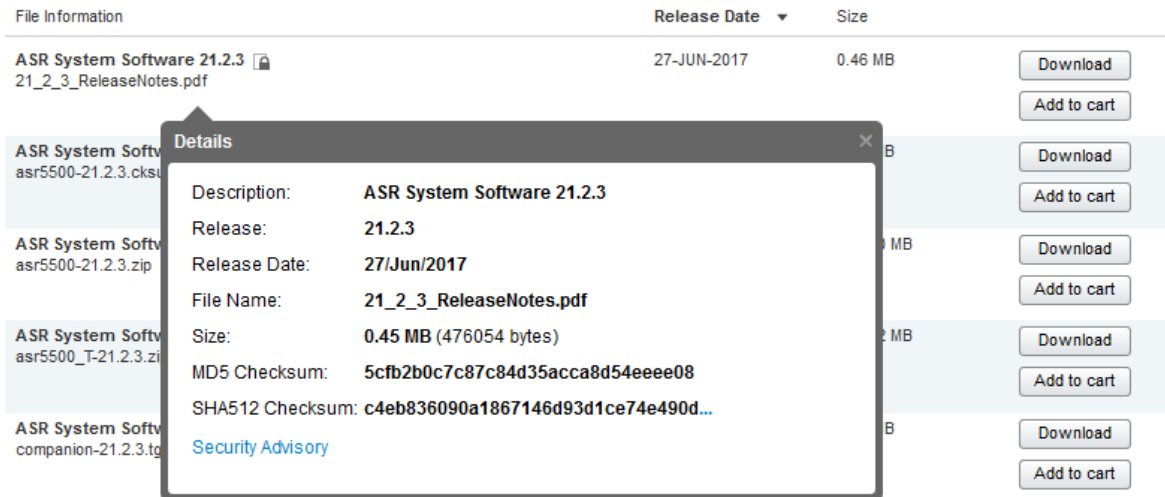 File Information Release Date Size
ASR System Software 21.2.3 27-JUN-2017 0.46 MB Download
21_2_3_ReleaseNotes.pdf
Add to cart
Details
ASR System Softw B Download
asr5500-21.2.3.cksu
Add to cart
Description: ASR System Software 21.2.3
Release: 21.2.3
ASR System Softw MB Download
asr5500-21.2.3.zip
Release Date: 27/Jun/2017
Add to cart
File Name: 21_2_3_ReleaseNotes.pdf
ASR System Softw MB Download
asr5500_T-21.2.3.zi
Size: 0.45 MB (476054 bytes)
MD5 Checksum: 5cfb2b0c7c87c84d35acca8d54eeee08
Add to cart
SHA512 Checksum: c4eb836090a1867146d93d1ce74e490d...
ASR System Softw B Download
companion-21.2.3.tg
Security Advisory
Add to cart